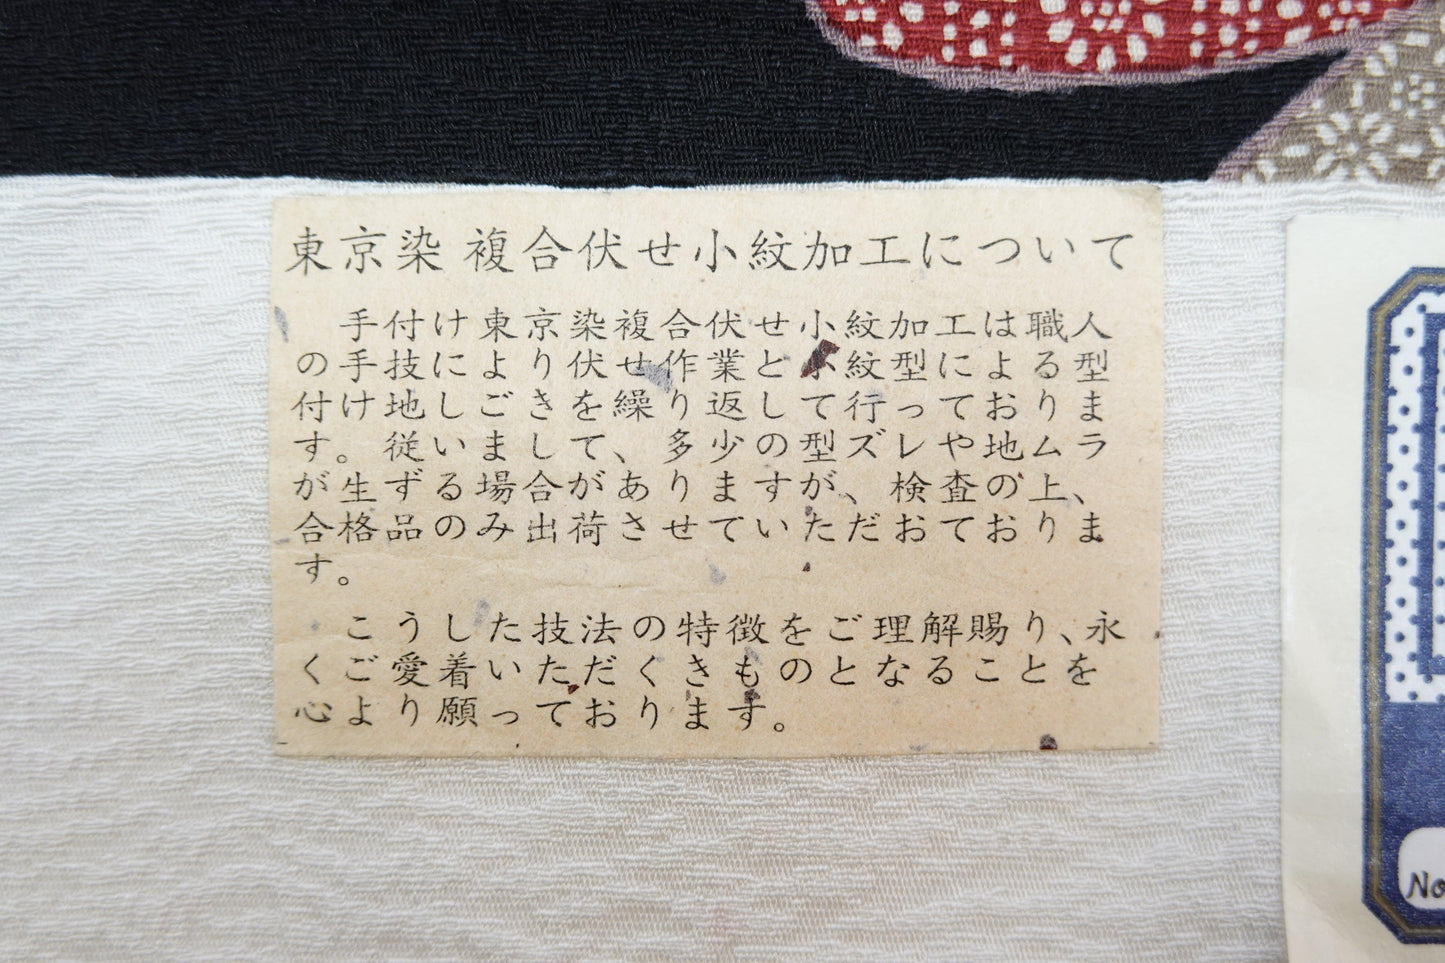 東京染 複合伏せ小紋加工について
手付け東京染複合伏せ小紋加工は職人
の手技により伏せ作業と小紋型による型
付け地しごきを繰り返して行っておりま
す。従いまして、多少の型ズレや地ムラ
が生ずる場合がありますが、検査の上、
合格品のみ出荷させていただおておりま
す。
こうした技法の特徴をご理解賜り、永
くご愛着いただくきものとなることを
心より願っております。
No